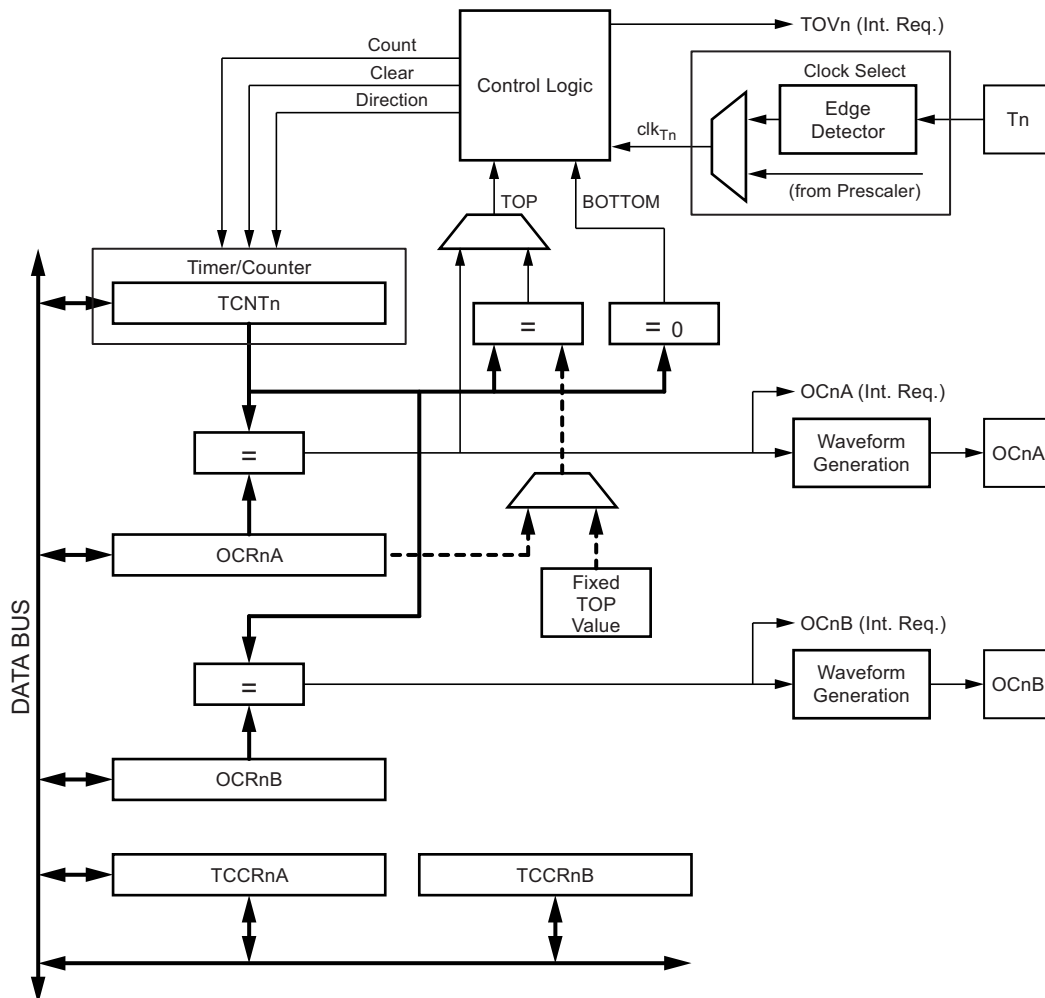 TOVn (Int. Req.)
Count
Clear
Direction
Control Logic
Clock Select
Edge
Detector
Tn
clkTn
(from Prescaler)
TOP
BOTTOM
Timer/Counter
TCNTn
=
= 0
OCnA (Int. Req.)
=
Waveform
Generation
OCnA
OCRnA
Fixed
TOP
Value
DATA BUS
OCnB (Int. Req.)
=
Waveform
Generation
OCnB
OCRnB
TCCRnA
TCCRnB